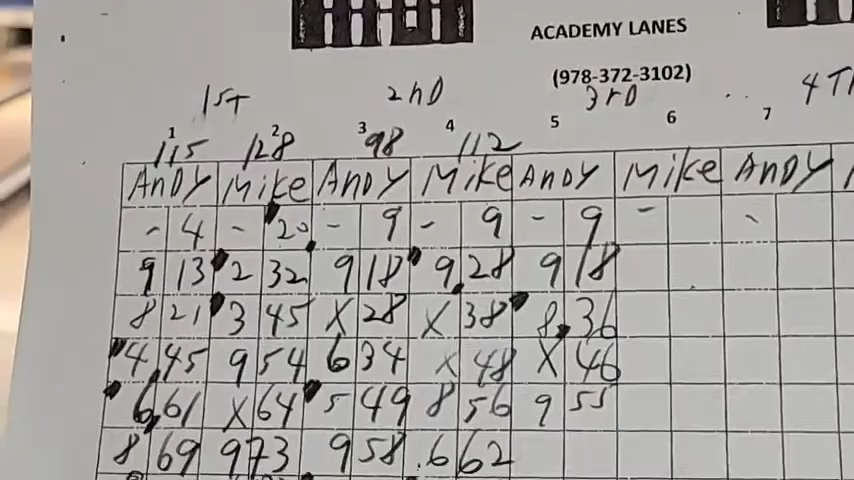 ACADEMY LANES
(978-372-3102)
1ST 2ND 3RD 4TH
1 2 3 4 5 6 7
115 128 98 112
ANDY Mike ANDY Mike ANDY Mike ANDY
- 4 - 20 - 9 - 9 - 9 - -
9 13 2 32 9 18 9 28 9 18
8 21 3 45 X 28 X 38 8 36
4 45 9 54 6 34 X 48 X 46
6 61 X 64 5 49 8 56 9 55
8 69 9 73 9 58 6 62